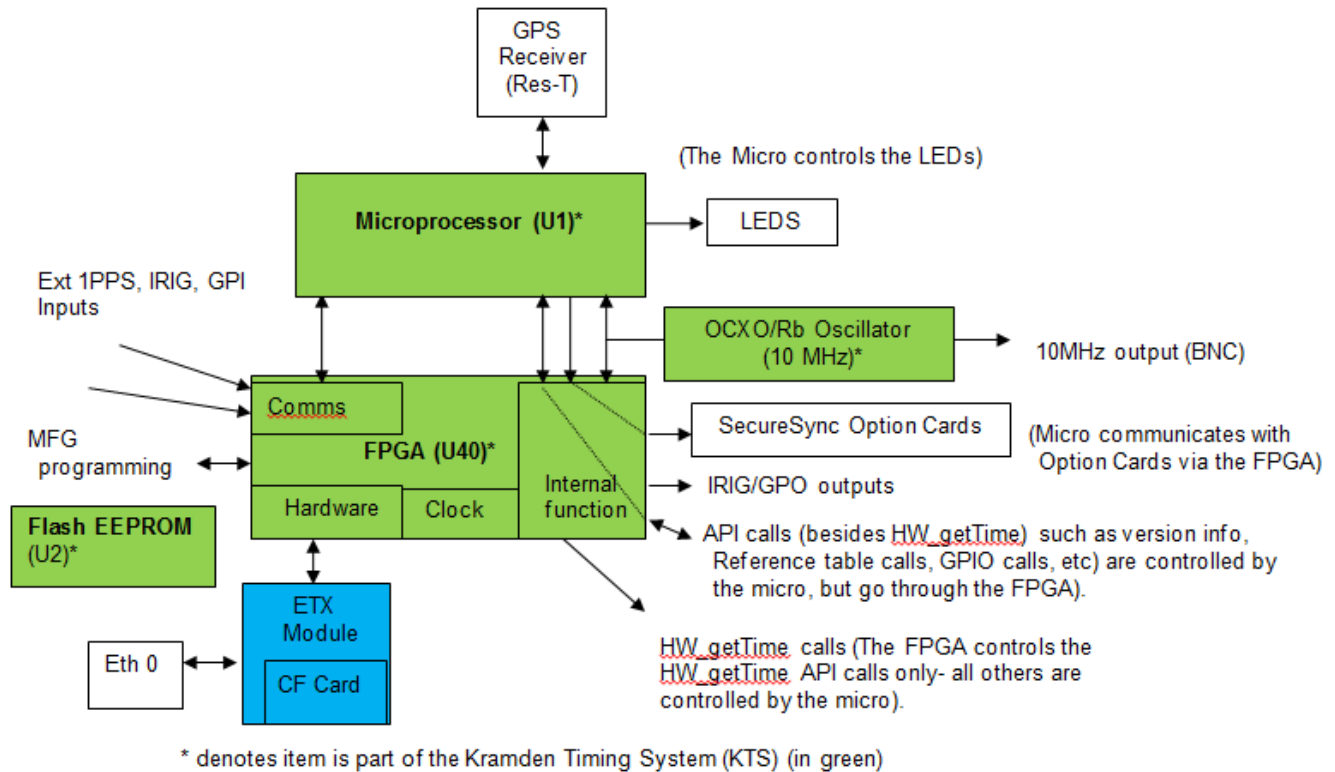 GPS
Receiver
(Res-T)
(The Micro controls the LEDs)
Microprocessor (U1)*
LEDS
Ext 1PPS, IRIG, GPI
Inputs
OCXO/Rb Oscillator
(10 MHz)*
10MHz output (BNC)
Comms
SecureSync Option Cards
(Micro communicates with
Option Cards via the FPGA)
MFG
programming
FPGA (U40)*
Internal
function
IRIG/GPO outputs
Hardware
Clock
Flash EEPROM
(U2)*
API calls (besides HW_getTime) such as version info,
Reference table calls, GPIO calls, etc) are controlled by
the micro, but go through the FPGA).
ETX
Module
Eth 0
CF Card
HW_getTime calls (The FPGA controls the
HW_getTime API calls only- all others are
controlled by the micro).
* denotes item is part of the Kramden Timing System (KTS) (in green)